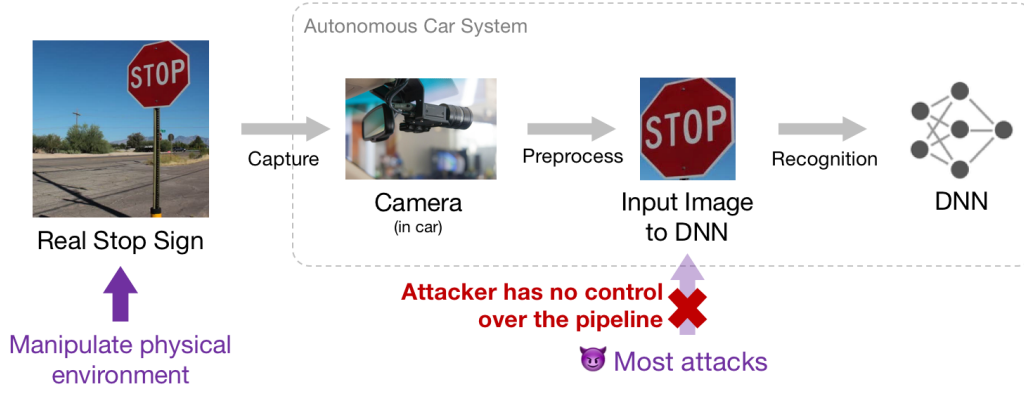 Autonomous Car System
STOP
STOP
Capture
Preprocess
Recognition
Real Stop Sign
Camera
(in car)
Input Image
to DNN
DNN
Attacker has no control
over the pipeline
Manipulate physical
environment
Most attacks